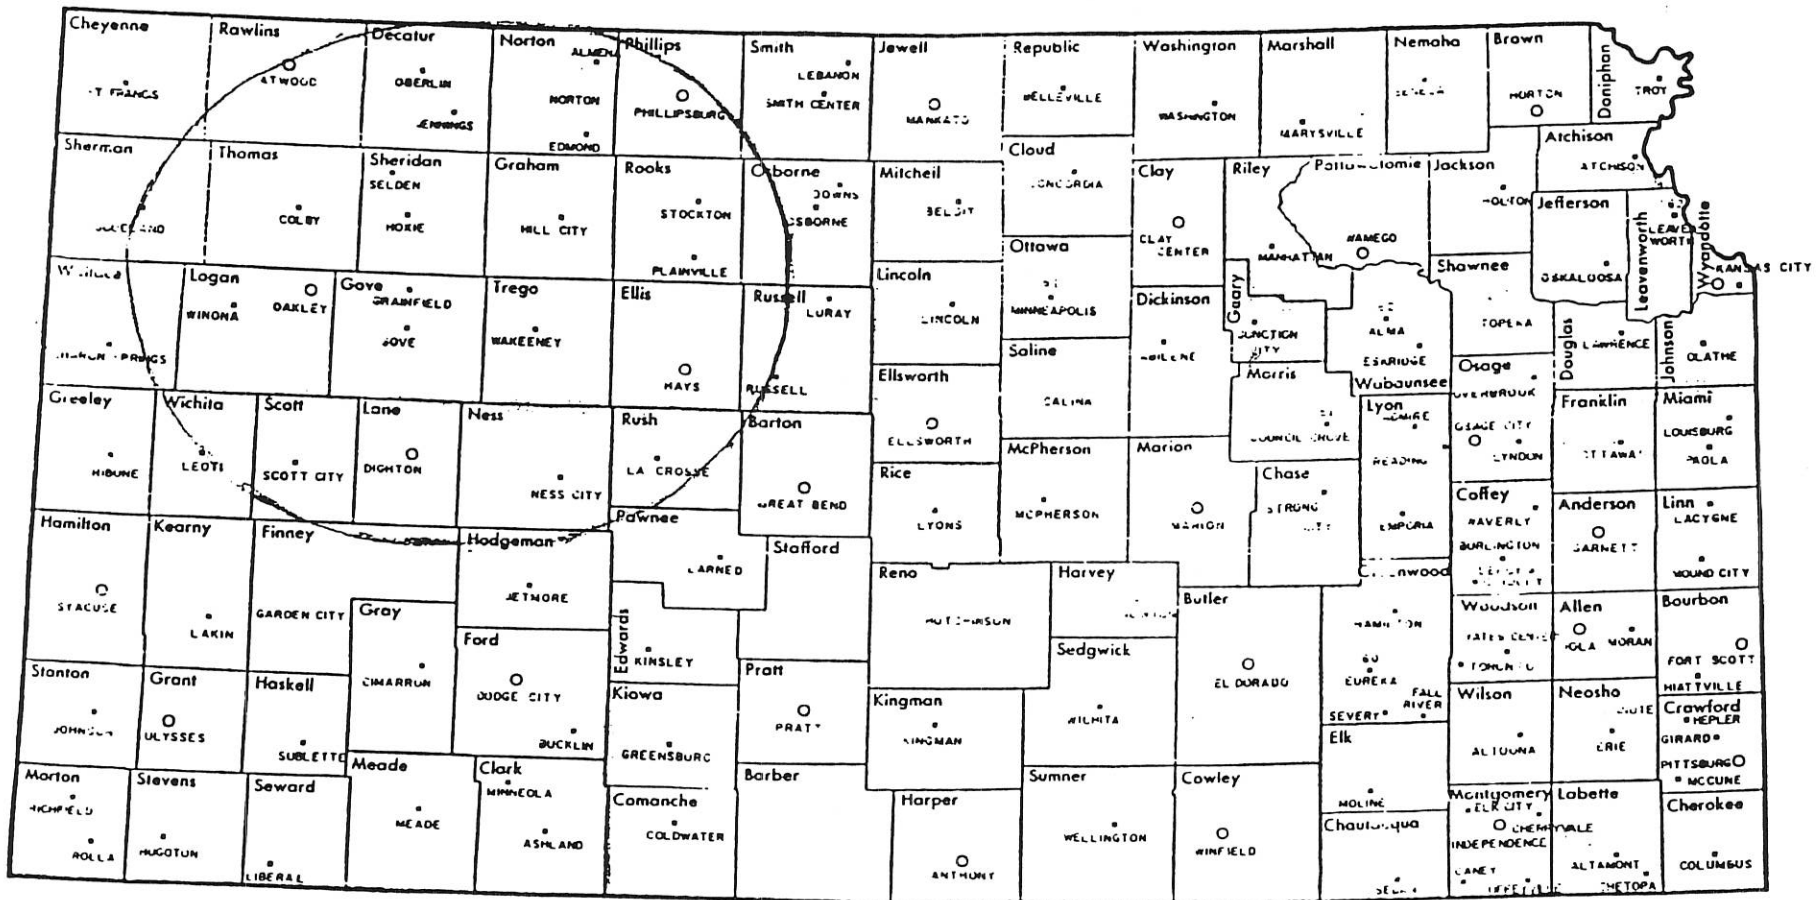 Cheyenne
Rawlins
ATWOOD
Decatur
OBERLIN
JENNINGS
Norton
ALMENA
NORTON
EDMOND
Phillips
PHILLIPSBURG
Smith
LEBANON
SMITH CENTER
Jewell
MANKATO
Republic
BELLEVILLE
Washington
WASHINGTON
Marshall
MARYSVILLE
Nemaha
Brown
HORTON
Doniphan
TROY
Sherman
Thomas
COLBY
Sheridan
SELDEN
HOXIE
Graham
HILL CITY
Rooks
STOCKTON
PLAINVILLE
Osborne
DOWNS
OSBORNE
Mitchell
BELOIT
Cloud
CONCORDIA
Clay
CLAY
CENTER
Riley
MANHATTAN
WAMEGO
Jackson
HOLTON
Atchison
ATCHISON
Jefferson
OSKALOOSA
Leavenworth
Wyandotte
KANSAS CITY
Logan
WINONA
OAKLEY
Gove
GRAINFIELD
GOVE
Trego
WAKEENEY
Ellis
HAYS
Russell
LURAY
RUSSELL
Lincoln
LINCOLN
Ottawa
MINNEAPOLIS
Saline
SALINA
Dickinson
ABILENE
Geary
JUNCTION
CITY
Wabaunsee
ALMA
ESKRIDGE
Shawnee
TOPEKA
Douglas
LAWRENCE
Johnson
OLATHE
Greeley
Wichita
LEOTI
Scott
SCOTT CITY
Lane
DIGHTON
Ness
NESS CITY
Rush
LA CROSSE
Barton
GREAT BEND
Ellsworth
ELLSWORTH
Rice
LYONS
McPherson
MCPHERSON
Marion
MARION
Morris
COUNCIL GROVE
Chase
STRONG
CITY
Lyon
READING
EMPORIA
Osage
OVERBROOK
OSAGE CITY
LYNDON
Franklin
OTTAWA
Miami
LOUISBURG
PAOLA
Coffey
WAVERLY
BURLINGTON
Anderson
GARNETT
Linn
LACYGNE
MOUND CITY
Hamilton
Kearny
LAKIN
Finney
GARDEN CITY
Hodgeman
JETMORE
Pawnee
LARNED
Stafford
Edwards
KINSLEY
Gray
CIMARRON
Ford
DODGE CITY
BUCKLIN
Reno
HUTCHINSON
Harvey
Sedgwick
WICHITA
Butler
EL DORADO
Greenwood
HAMILTON
EUREKA
FALL
RIVER
SEVERY
Woodson
YATES CENTER
TORONTO
Allen
IOLA
MORAN
Bourbon
FORT SCOTT
HIATTVILLE
Stanton
JOHNSON
Grant
ULYSSES
Haskell
SUBLETTE
Kiowa
GREENSBURG
Pratt
PRATT
Kingman
KINGMAN
Elk
MOLINE
Wilson
ALTOONA
Neosho
ERIE
Crawford
HEPLER
GIRARD
PITTSBURG
MCCUNE
Morton
RICHFIELD
ROLLA
Stevens
HUGOTON
Seward
LIBERAL
Meade
MEADE
Clark
MINNEOLA
ASHLAND
Comanche
COLDWATER
Barber
Harper
ANTHONY
Sumner
WELLINGTON
Cowley
WINFIELD
Chautauqua
Montgomery
ELK CITY
CHERRYVALE
INDEPENDENCE
CANEY
Labette
ALTAMONT
CHETOPA
Cherokee
COLUMBUS